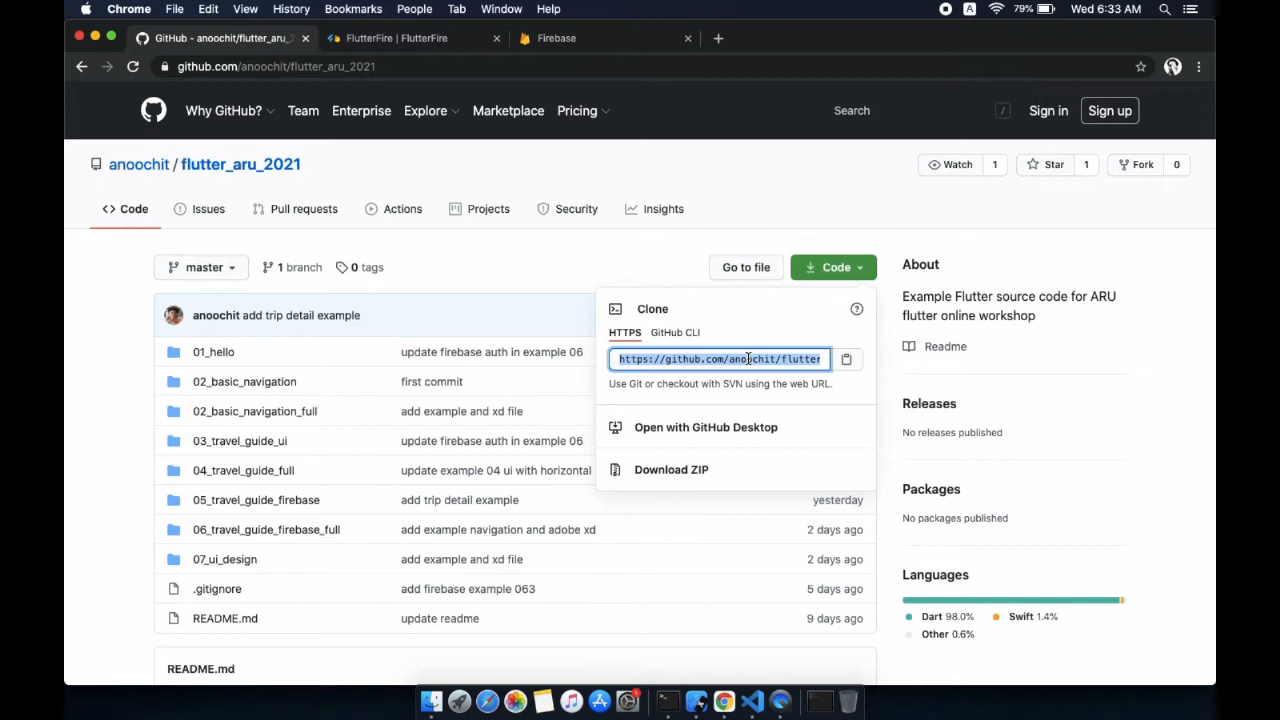 Chrome File Edit View History Bookmarks People Tab Window Help 79% Wed 6:33 AM
GitHub - anoochit/flutter_aru_2 FlutterFire | FlutterFire Firebase
github.com/anoochit/flutter_aru_2021
Why GitHub? Team Enterprise Explore Marketplace Pricing Search / Sign in Sign up
anoochit / flutter_aru_2021 Watch 1 Star 1 Fork 0
Code Issues Pull requests Actions Projects Security Insights
master 1 branch 0 tags Go to file Code
anoochit add trip detail example
01_hello update firebase auth in example 06
02_basic_navigation first commit
02_basic_navigation_full add example and xd file
03_travel_guide_ui update firebase auth in example 06
04_travel_guide_full update example 04 ui with horizontal
05_travel_guide_firebase add trip detail example yesterday
06_travel_guide_firebase_full add example navigation and adobe xd 2 days ago
07_ui_design add example and xd file 2 days ago
.gitignore add firebase example 063 5 days ago
README.md update readme 9 days ago
README.md
Clone
HTTPS GitHub CLI
https://github.com/anoochit/flutter
Use Git or checkout with SVN using the web URL.
Open with GitHub Desktop
Download ZIP
About
Example Flutter source code for ARU
flutter online workshop
Readme
Releases
No releases published
Packages
No packages published
Languages
Dart 98.0% Swift 1.4%
Other 0.6%